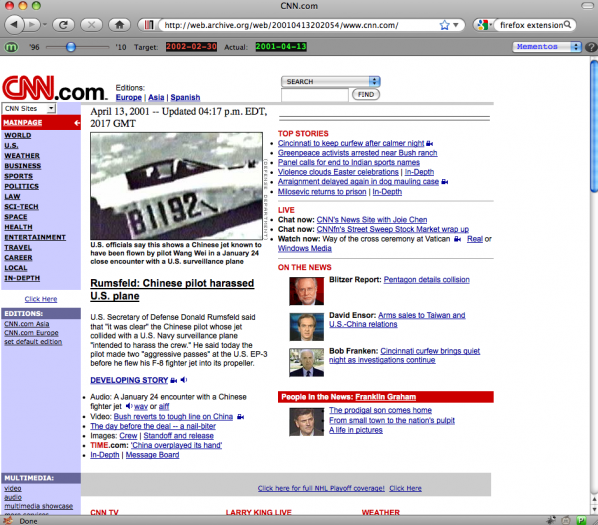 CNN.com
http://web.archive.org/web/20010413202054/www.cnn.com/
firefox extension
'96
'10 Target: 2002-02-30 Actual: 2001-04-13
Mementos
CNN.com
Editions:
Europe | Asia | Spanish
SEARCH
FIND
CNN Sites
MAINPAGE
WORLD
U.S.
WEATHER
BUSINESS
SPORTS
POLITICS
LAW
SCI-TECH
SPACE
HEALTH
ENTERTAINMENT
TRAVEL
CAREER
LOCAL
IN-DEPTH
Click Here
EDITIONS:
CNN.com Asia
CNN.com Europe
set default edition
MULTIMEDIA:
video
audio
multimedia showcase
more services
April 13, 2001 -- Updated 04:17 p.m. EDT,
2017 GMT
B1192
U.S. officials say this shows a Chinese jet known to
have been flown by pilot Wang Wei in a January 24
close encounter with a U.S. surveillance plane
Rumsfeld: Chinese pilot harassed
U.S. plane
U.S. Secretary of Defense Donald Rumsfeld said
that "it was clear" the Chinese pilot whose jet
collided with a U.S. Navy surveillance plane
"intended to harass the crew." He said today the
pilot made two "aggressive passes" at the U.S. EP-3
before he flew his F-8 fighter jet into its propeller.
DEVELOPING STORY
• Audio: A January 24 encounter with a Chinese
fighter jet wav or aiff
• Video: Bush reverts to tough line on China
• The day before the deal -- a nail-biter
• Images: Crew | Standoff and release
• TIME.com: 'China overplayed its hand'
• In-Depth | Message Board
TOP STORIES
• Cincinnati to keep curfew after calmer night
• Greenpeace activists arrested near Bush ranch
• Panel calls for end to Indian sports names
• Violence clouds Easter celebrations | In-Depth
• Arraignment delayed again in dog mauling case
• Milosevic returns to prison | In-Depth
LIVE
• Chat now: CNN's News Site with Joie Chen
• Chat now: CNNfn's Street Sweep Stock Market wrap up
• Watch now: Way of the cross ceremony at Vatican Real or
Windows Media
ON THE NEWS
Blitzer Report: Pentagon details collision
David Ensor: Arms sales to Taiwan and
U.S.-China relations
Bob Franken: Cincinnati curfew brings quiet
night as investigations continue
People in the News: Franklin Graham
The prodigal son comes home
From small town to the nation's pulpit
A life in pictures
Click here for full NHL Playoff coverage! Click Here
CNN TV
LARRY KING LIVE
WEATHER
Done